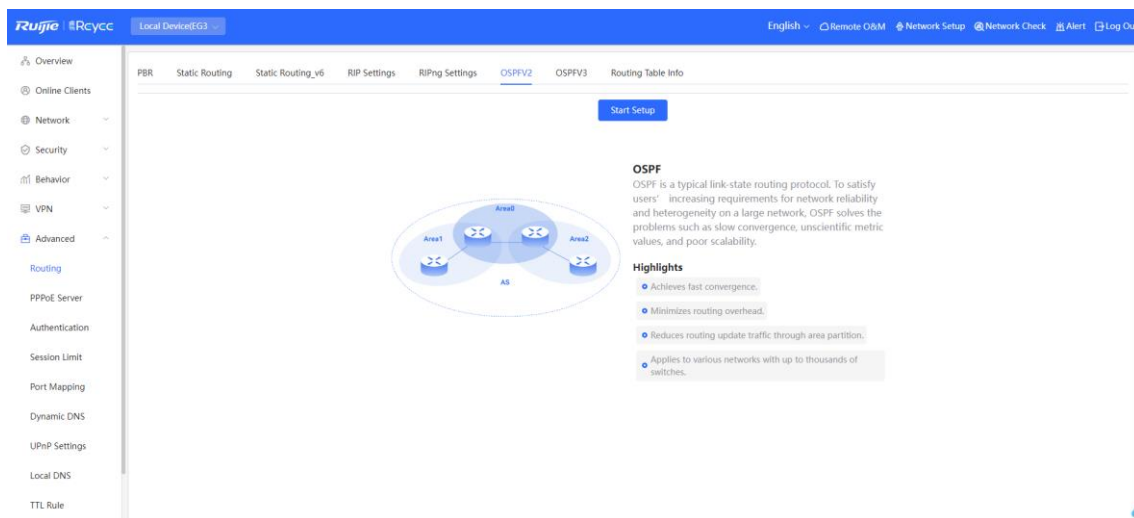 Ruijie Rcycc Local Device(EG3 English Remote O&M Network Setup Network Check Alert Log Ou
Overview
Online Clients
Network
Security
Behavior
VPN
Advanced
Routing
PPPoE Server
Authentication
Session Limit
Port Mapping
Dynamic DNS
UPnP Settings
Local DNS
TTL Rule
PBR Static Routing Static Routing_v6 RIP Settings RIPng Settings OSPFV2 OSPFV3 Routing Table Info
Start Setup
Area0
Area1
Area2
AS
OSPF
OSPF is a typical link-state routing protocol. To satisfy
users' increasing requirements for network reliability
and heterogeneity on a large network, OSPF solves the
problems such as slow convergence, unscientific metric
values, and poor scalability.
Highlights
Achieves fast convergence.
Minimizes routing overhead.
Reduces routing update traffic through area partition.
Applies to various networks with up to thousands of
switches.